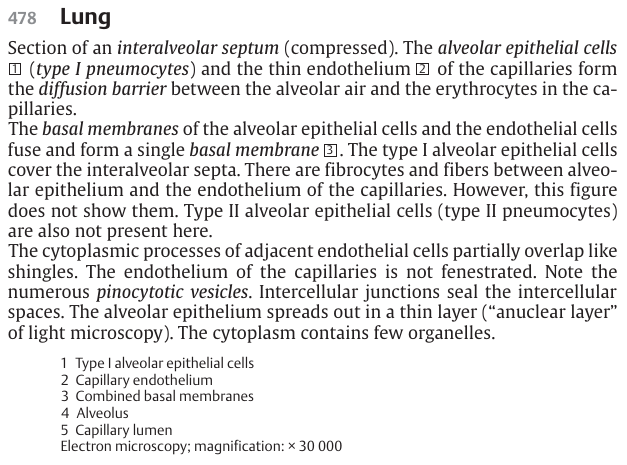 478 Lung
Section of an interalveolar septum (compressed). The alveolar epithelial cells
1 (type I pneumocytes) and the thin endothelium 2 of the capillaries form
the diffusion barrier between the alveolar air and the erythrocytes in the ca-
pillaries.
The basal membranes of the alveolar epithelial cells and the endothelial cells
fuse and form a single basal membrane 3. The type I alveolar epithelial cells
cover the interalveolar septa. There are fibrocytes and fibers between alveo-
lar epithelium and the endothelium of the capillaries. However, this figure
does not show them. Type II alveolar epithelial cells (type II pneumocytes)
are also not present here.
The cytoplasmic processes of adjacent endothelial cells partially overlap like
shingles. The endothelium of the capillaries is not fenestrated. Note the
numerous pinocytotic vesicles. Intercellular junctions seal the intercellular
spaces. The alveolar epithelium spreads out in a thin layer (“anuclear layer”
of light microscopy). The cytoplasm contains few organelles.
1 Type I alveolar epithelial cells
2 Capillary endothelium
3 Combined basal membranes
4 Alveolus
5 Capillary lumen
Electron microscopy; magnification: × 30 000